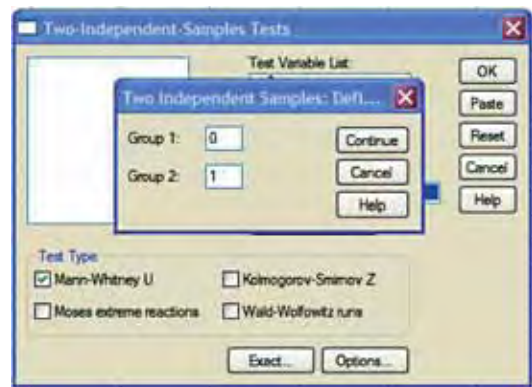 Two-Independent-Samples Tests
Test Variable List:
OK
Paste
Reset
Cancel
Help
Two Independent Samples: Defi....
Group 1: 0
Group 2: 1
Continue
Cancel
Help
Test Type
Mann-Whitney U
Kolmogorov-Smirnov Z
Moses extreme reactions
Wald-Wolfowitz runs
Exact...
Options...